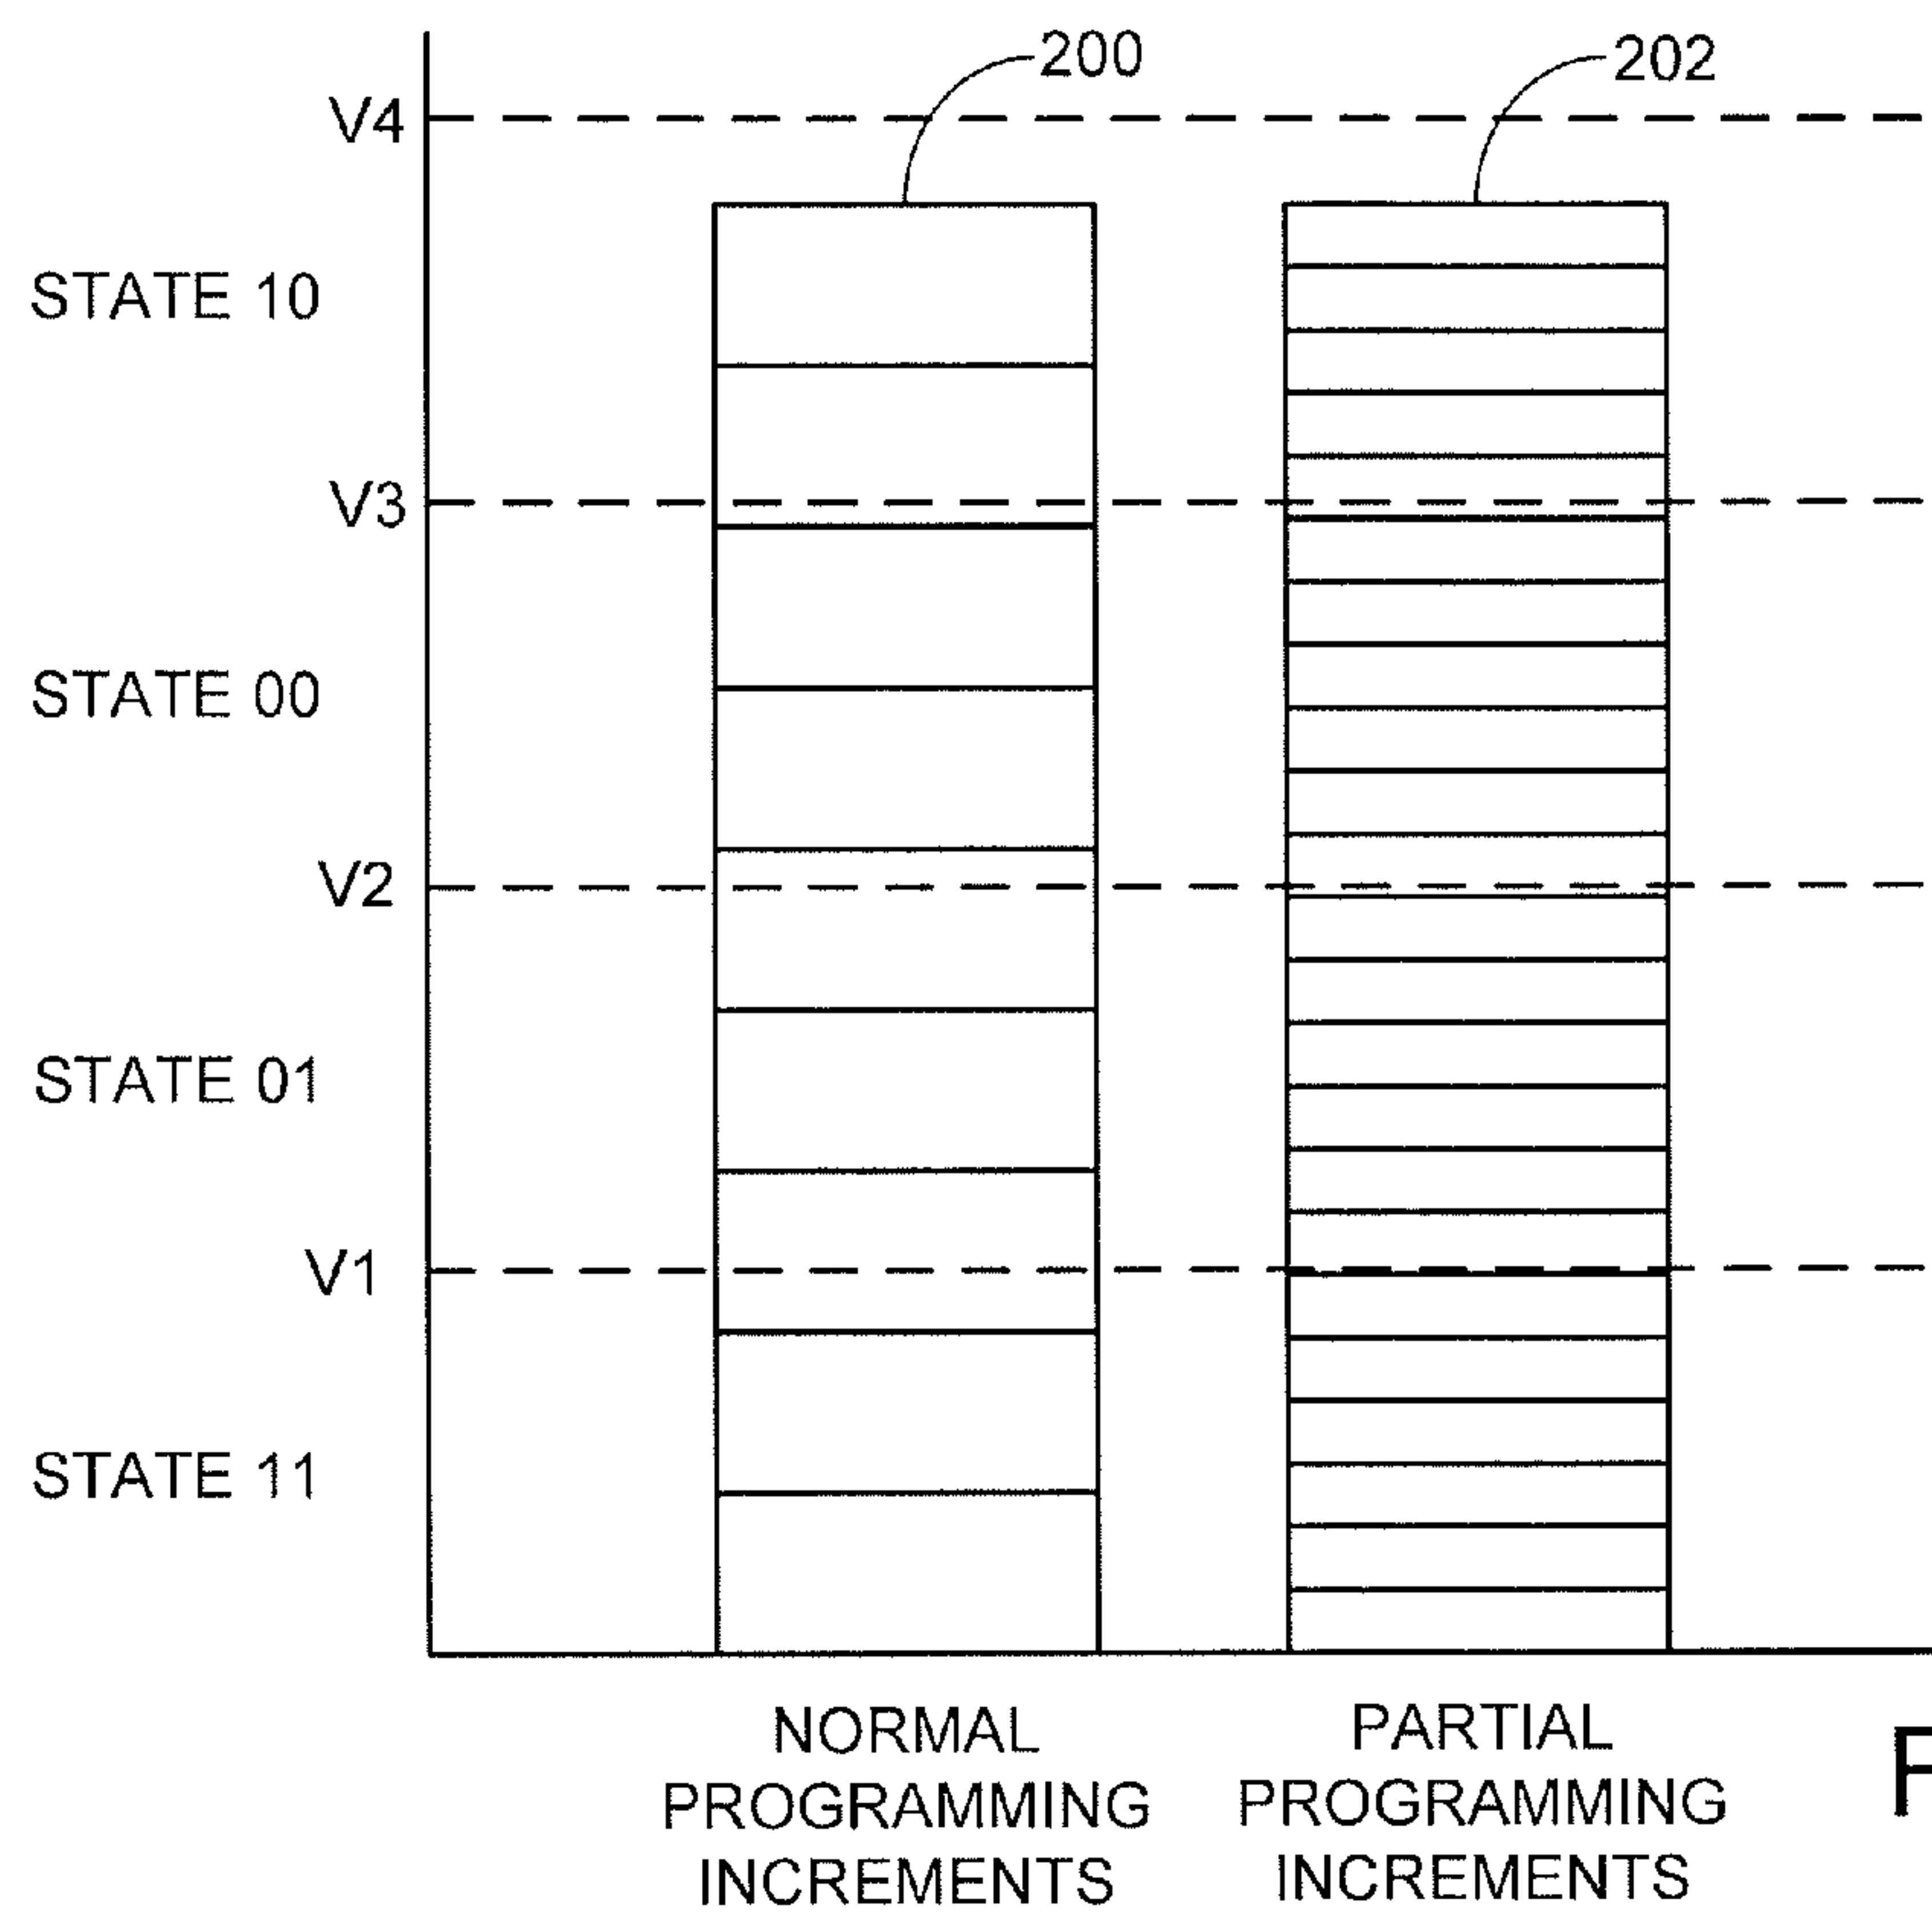 200
202
V4
STATE 10
V3
STATE 00
V2
STATE 01
V1
STATE 11
NORMAL
PROGRAMMING
INCREMENTS
PARTIAL
PROGRAMMING
INCREMENTS
F